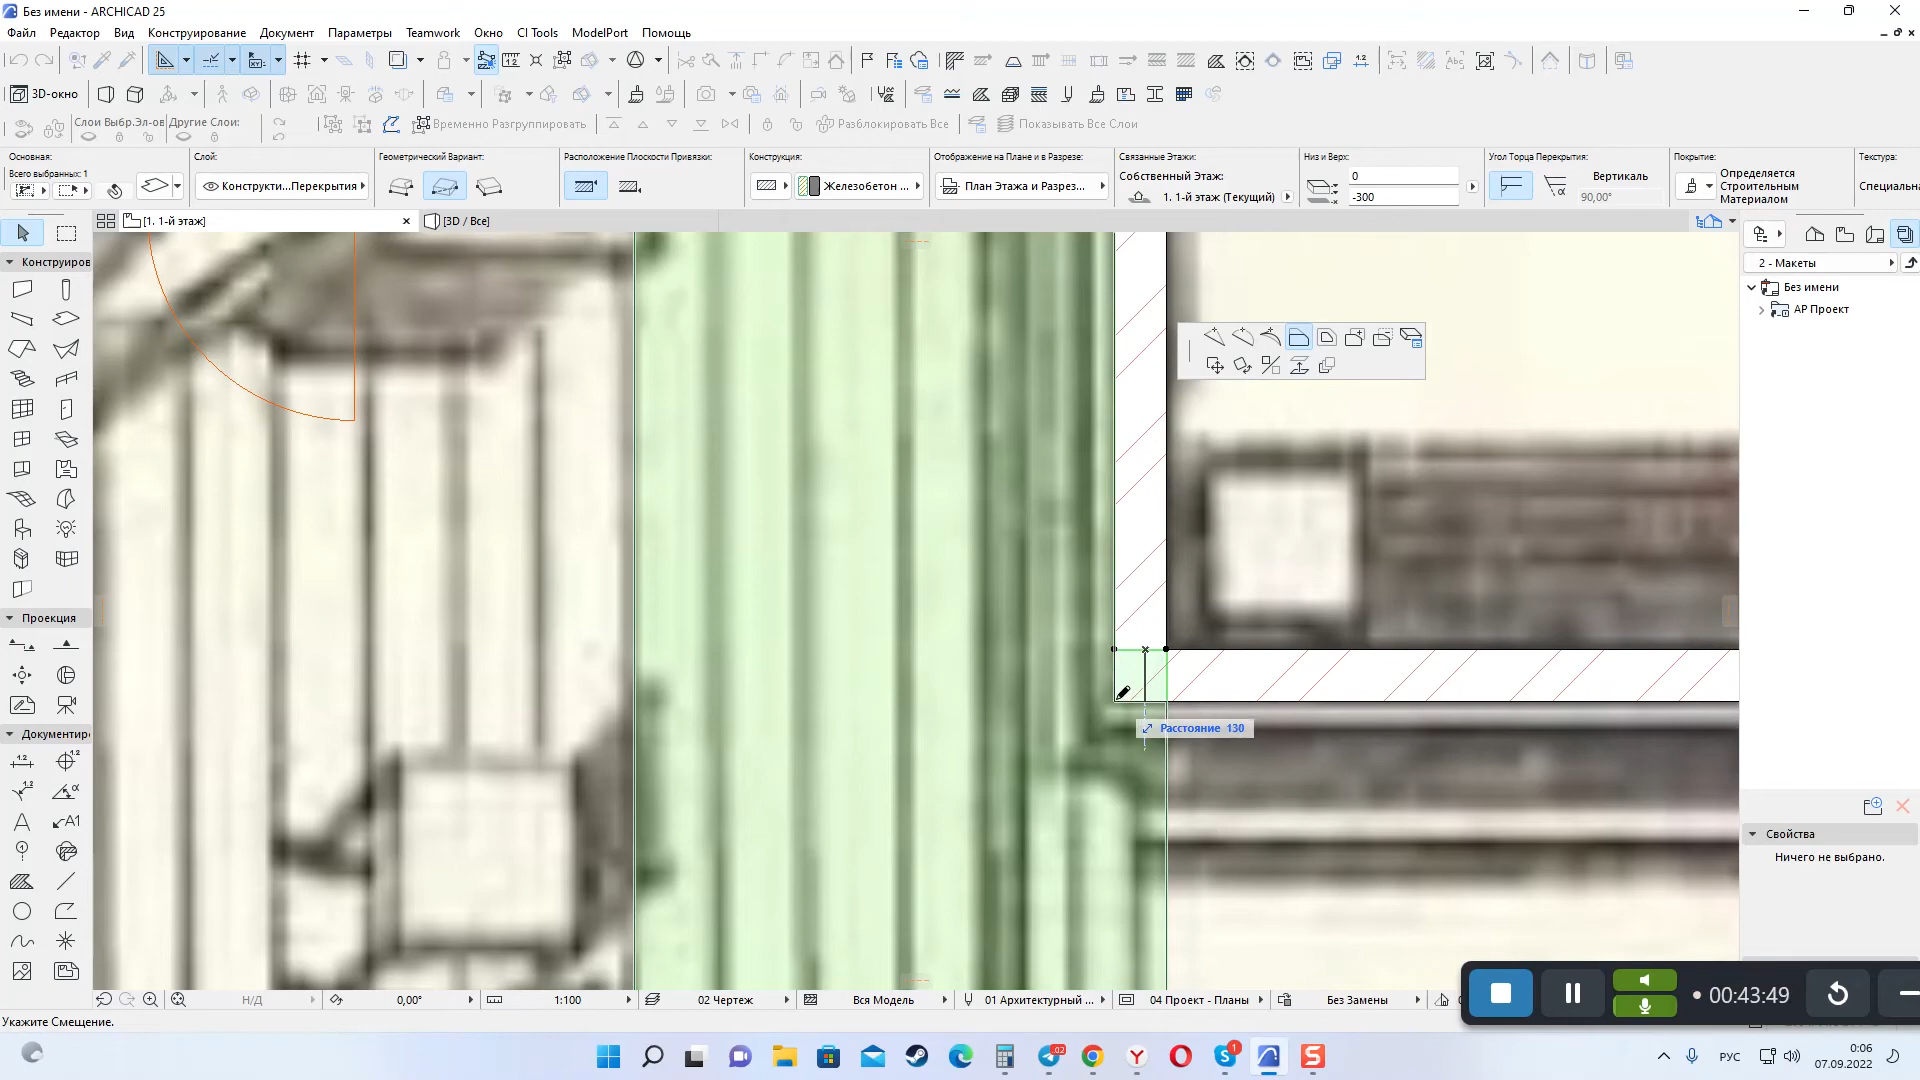 Без имени - ARCHICAD 25
Файл Редактор Вид Конструирование Документ Параметры Teamwork Окно CI Tools ModelPort Помощь
3D-окно
Слои Выбр.Эл-ов Другие Слои:
Временно Разгруппировать
Разблокировать Все
Показывать Все Слои
Основная:
Всего выбранных: 1
Слой:
Конструкти...Перекрытия
Геометрический Вариант:
Расположение Плоскости Привязки:
Конструкция:
Железобетон ...
Отображение на Плане и в Разрезе:
План Этажа и Разрез...
Связанные Этажи:
Собственный Этаж:
1. 1-й этаж (Текущий)
Низ и Верх:
0
-300
Угол Торца Перекрытия:
Вертикаль
90,00°
Покрытие:
Определяется
Строительным
Материалом
Текстура:
Специальна
[1. 1-й этаж]
[3D / Все]
Конструиров
Проекция
Документир
2 - Макеты
Без имени
АР Проект
Расстояние 130
Свойства
Ничего не выбрано.
Н/Д
0,00°
1:100
02 Чертеж
Вся Модель
01 Архитектурный ...
04 Проект - Планы
Без Замены
00:43:49
Укажите Смещение.
РУС
0:06
07.09.2022